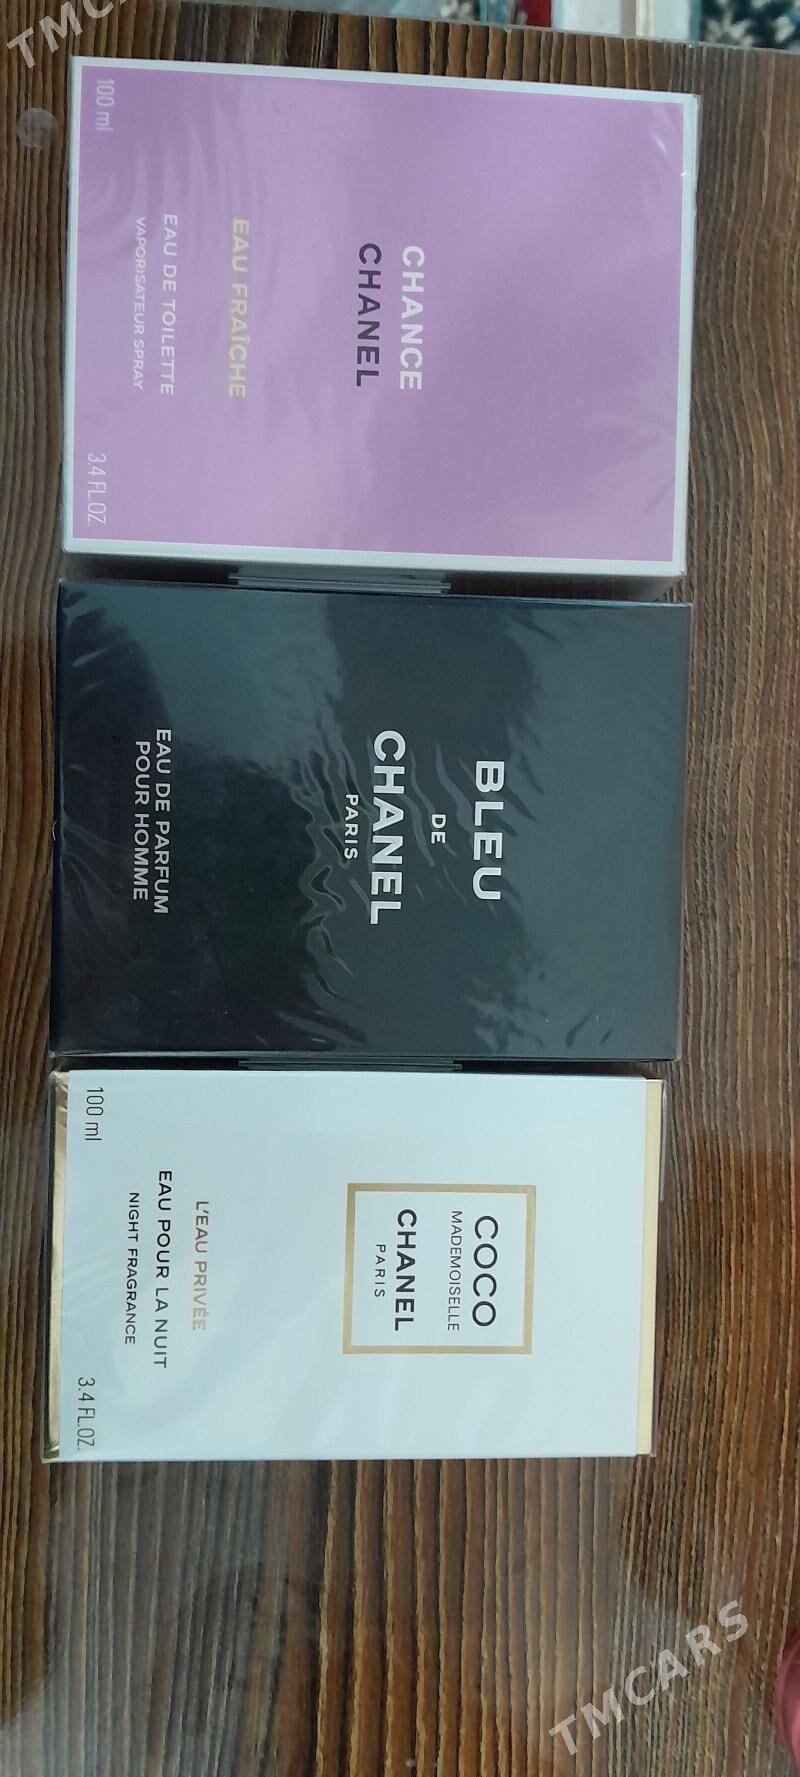 CHANCE
CHANEL
EAU FRAÎCHE
EAU DE TOILETTE
VAPORISATEUR SPRAY
100 ml
3.4 FL.OZ.
BLEU
DE
CHANEL
PARIS
EAU DE PARFUM
POUR HOMME
COCO
MADEMOISELLE
CHANEL
PARIS
L'EAU PRIVÉE
EAU POUR LA NUIT
NIGHT FRAGRANCE
100 ml
3.4 FL.OZ.
TMCARS